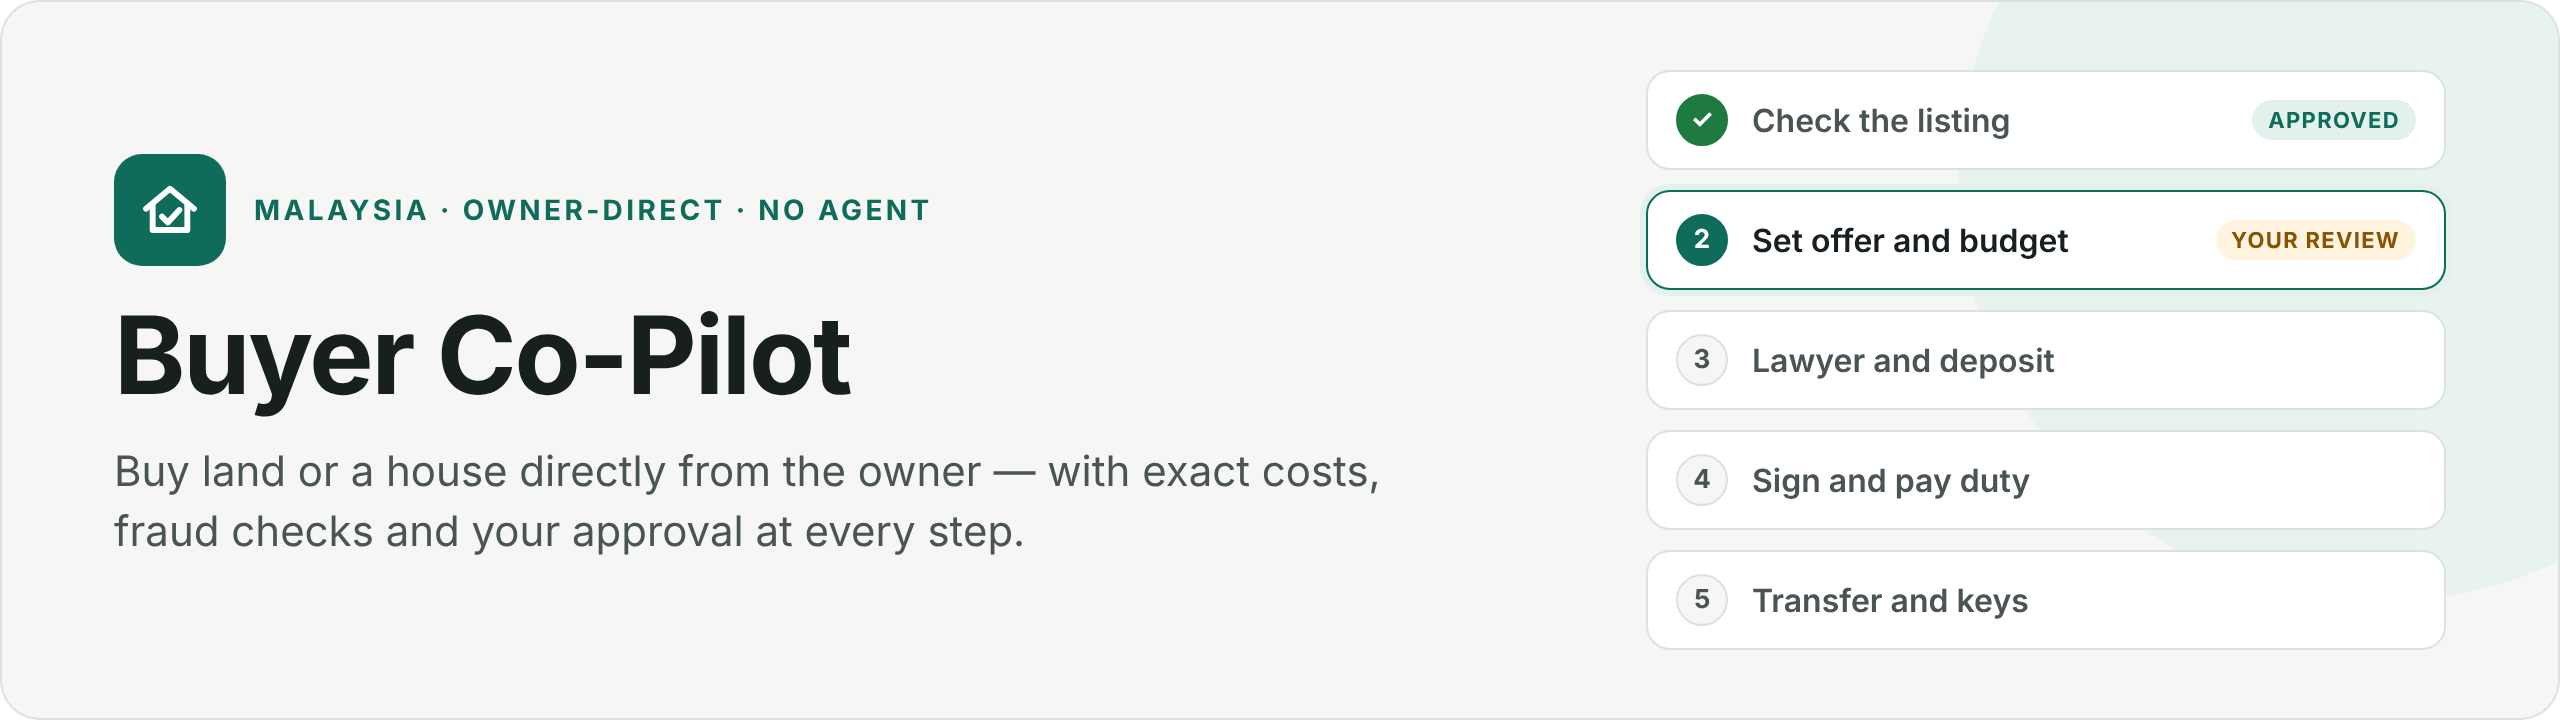 MALAYSIA · OWNER-DIRECT · NO AGENT
Buyer Co-Pilot
Buy land or a house directly from the owner — with exact costs,
fraud checks and your approval at every step.
Check the listing APPROVED
2 Set offer and budget YOUR REVIEW
3 Lawyer and deposit
4 Sign and pay duty
5 Transfer and keys